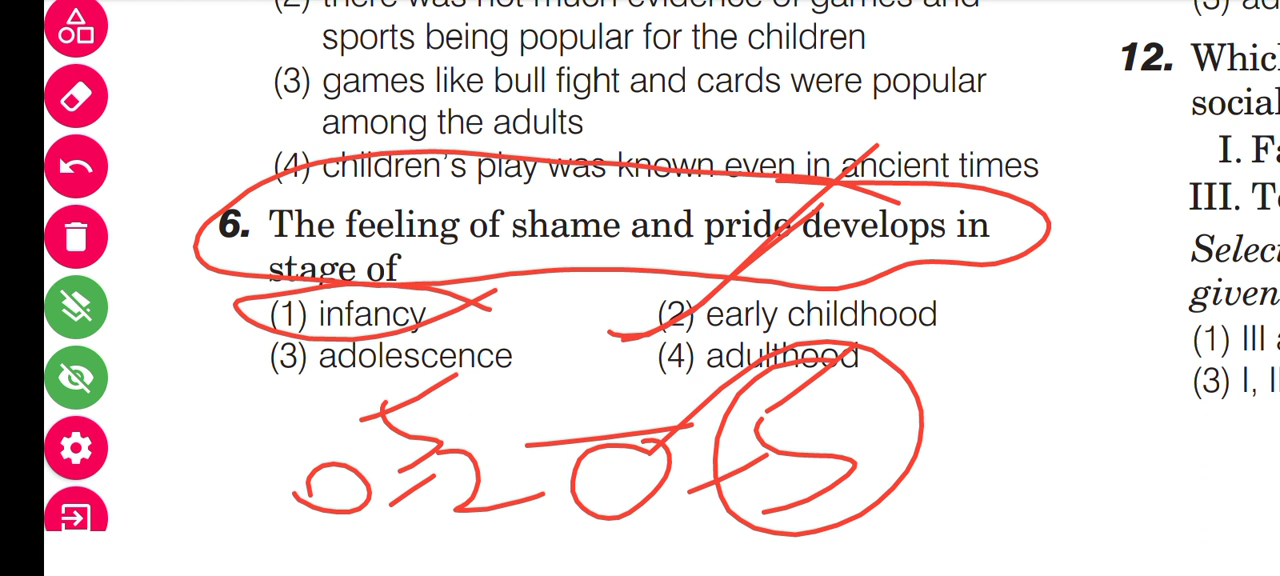 sports being popular for the children
(3) games like bull fight and cards were popular
among the adults
(4) children's play was known even in ancient times
6. The feeling of shame and pride develops in
stage of
(1) infancy (2) early childhood
(3) adolescence (4) adulthood
12. Whic
social
I. F
III. T
Selec
given
(1) III
(3) I, I